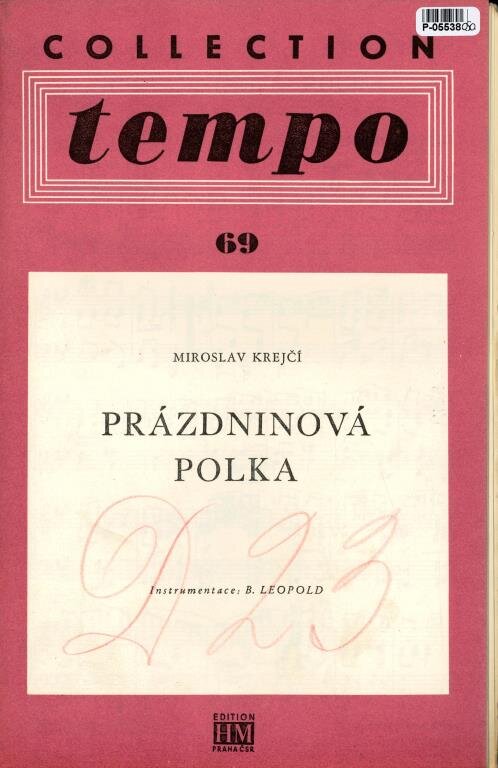 P-05538
COLLECTION
tempo
69
MIROSLAV KREJČÍ
PRÁZDNINOVÁ
POLKA
D 23
Instrumentace: B. LEOPOLD
EDITION
HM
PRAHA ČSR